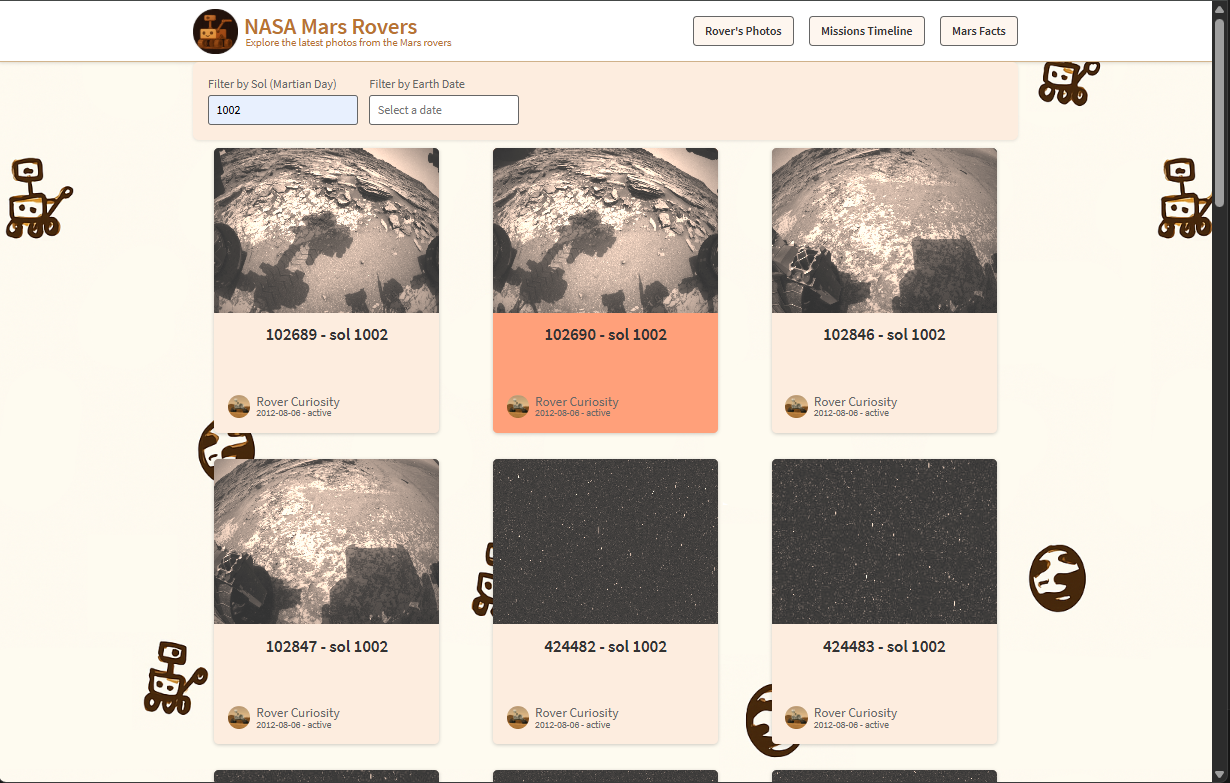 NASA Mars Rovers
Explore the latest photos from the Mars rovers
Rover's Photos
Missions Timeline
Mars Facts
Filter by Sol (Martian Day)
Filter by Earth Date
1002
Select a date
102689 - sol 1002
Rover Curiosity
2012-08-06 - active
102690 - sol 1002
Rover Curiosity
2012-08-06 - active
102846 - sol 1002
Rover Curiosity
2012-08-06 - active
102847 - sol 1002
Rover Curiosity
2012-08-06 - active
424482 - sol 1002
Rover Curiosity
2012-08-06 - active
424483 - sol 1002
Rover Curiosity
2012-08-06 - active